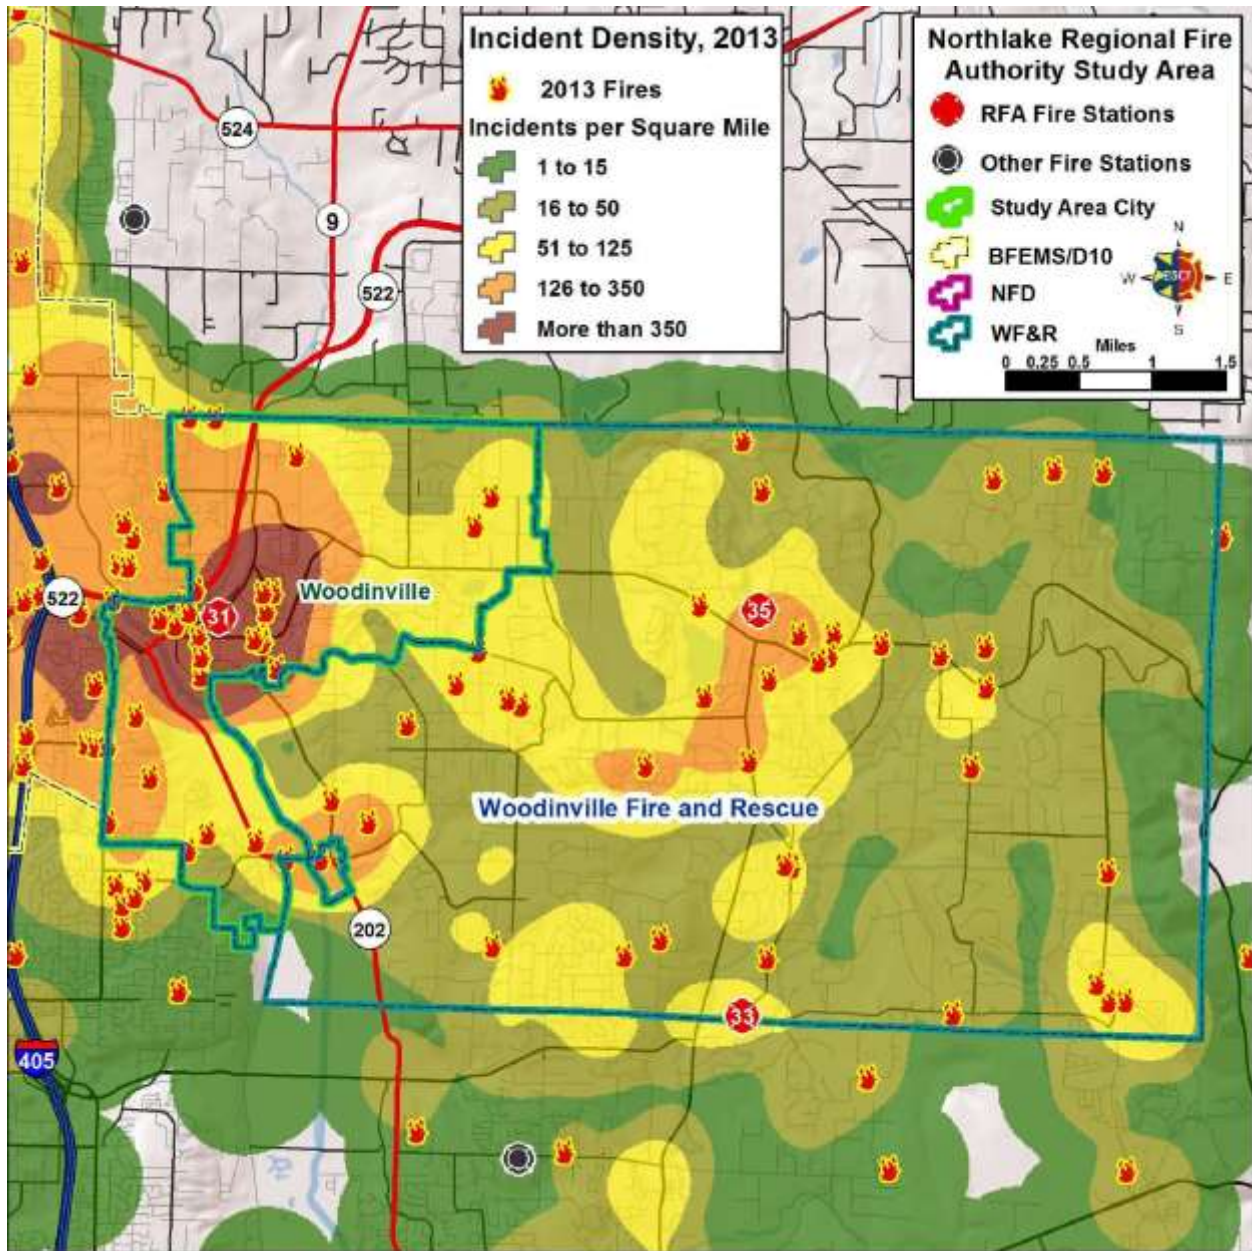 Incident Density, 2013
2013 Fires
Incidents per Square Mile
1 to 15
16 to 50
51 to 125
126 to 350
More than 350
Northlake Regional Fire
Authority Study Area
RFA Fire Stations
Other Fire Stations
Study Area City
BFEMS/D10
NFD
WF&R
N
W
E
S
Miles
0 0.25 0.5 1 1.5
524
9
522
522
31
Woodinville
35
Woodinville Fire and Rescue
202
33
405